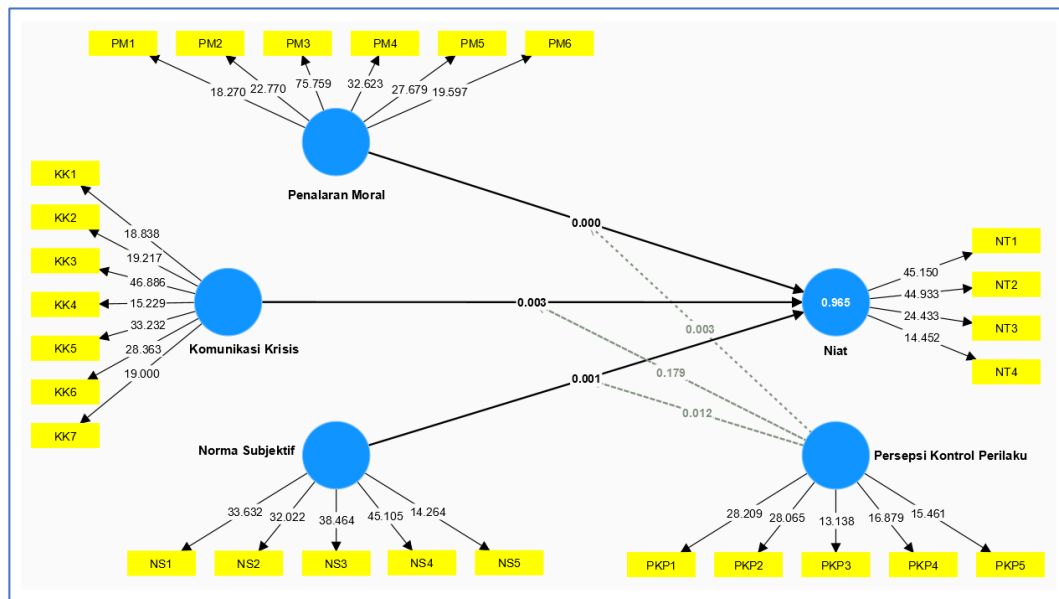 PM1
PM2
PM3
PM4
PM5
PM6
18.270
22.770
75.759
32.623
27.679
19.597
Penalaran Moral
KK1
KK2
KK3
KK4
KK5
KK6
KK7
18.838
19.217
46.886
15.229
33.232
28.363
19.000
Komunikasi Krisis
0.000
0.003
0.001
0.003
0.179
0.012
0.965
Niat
45.150
44.933
24.433
14.452
NT1
NT2
NT3
NT4
Norma Subjektif
33.632
32.022
38.464
45.105
14.264
NS1
NS2
NS3
NS4
NS5
Persepsi Kontrol Perilaku
28.209
28.065
13.138
16.879
15.461
PKP1
PKP2
PKP3
PKP4
PKP5